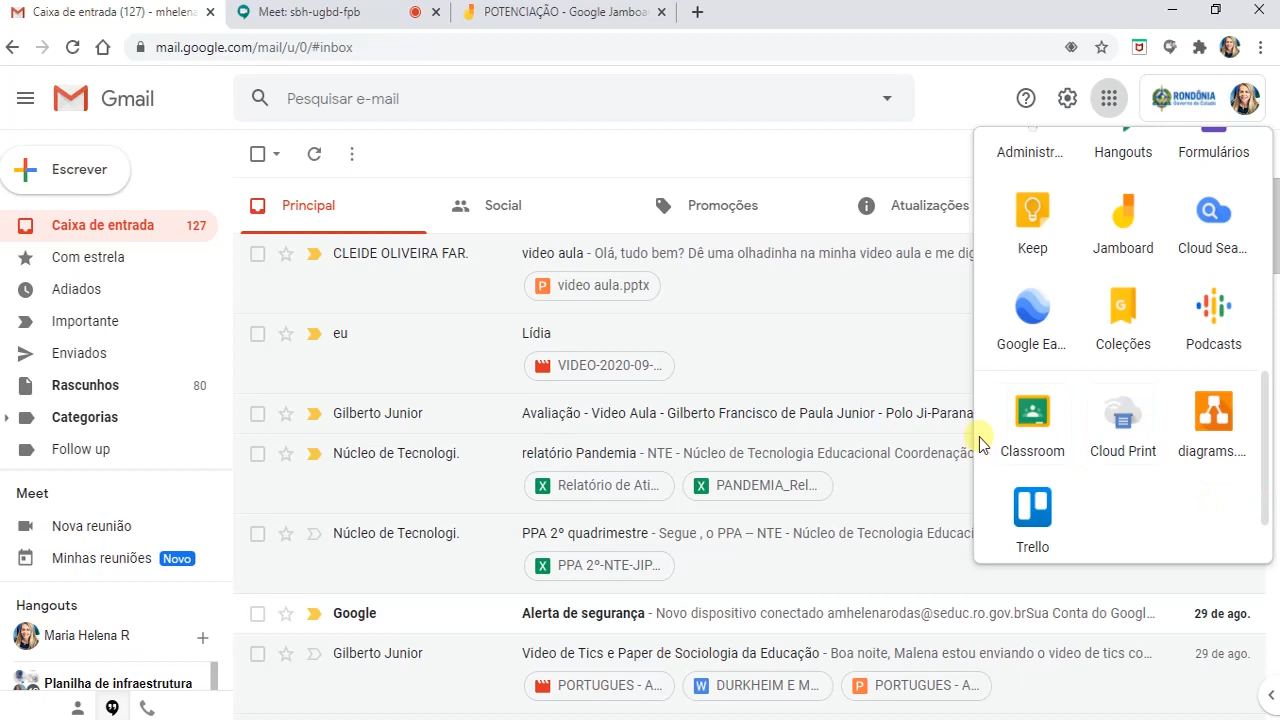 Caixa de entrada (127) - mhelena
Meet: sbh-ugbd-fpb
POTENCIAÇÃO - Google Jamboa
mail.google.com/mail/u/0/#inbox
Gmail
Pesquisar e-mail
RONDÔNIA
Governo do Estado
Escrever
Caixa de entrada 127
Com estrela
Adiados
Importante
Enviados
Rascunhos 80
Categorias
Follow up
Meet
Nova reunião
Minhas reuniões Novo
Hangouts
Maria Helena R
Planilha de infraestrutura
Principal
Social
Promoções
Atualizações
CLEIDE OLIVEIRA FAR. video aula - Olá, tudo bem? Dê uma olhadinha na minha video aula e me dig
video aula.pptx
eu Lídia
VIDEO-2020-09-...
Gilberto Junior Avaliação - Video Aula - Gilberto Francisco de Paula Junior - Polo Ji-Parana
Núcleo de Tecnologi. relatório Pandemia - NTE - Núcleo de Tecnologia Educacional Coordenação
Relatório de Ati... PANDEMIA_Rel...
Núcleo de Tecnologi. PPA 2º quadrimestre - Segue , o PPA – NTE - Núcleo de Tecnologia Educaci
PPA 2º-NTE-JIP...
Google Alerta de segurança - Novo dispositivo conectado amhelenarodas@seduc.ro.gov.brSua Conta do Googl... 29 de ago.
Gilberto Junior Video de Tics e Paper de Sociologia da Educação - Boa noite, Malena estou enviando o video de tics co... 29 de ago.
PORTUGUES - A... DURKHEIM E M... PORTUGUES - A...
Administr... Hangouts Formulários
Keep Jamboard Cloud Sea...
Google Ea... Coleções Podcasts
Classroom Cloud Print diagrams....
Trello